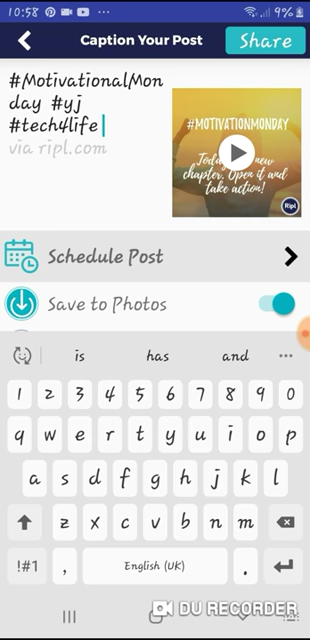 10:58 9%
Caption Your Post Share
#MotivationalMon
day #yj
#tech4life
via ripl.com
#MOTIVATIONMONDAY
new
chapter. Open it and
take action!
Ripl
Schedule Post
Save to Photos
is has and
1 2 3 4 5 6 7 8 9 0
q w e r t y u i o p
a s d f g h j k l
z x c v b n m
!#1 , English (UK) .
DU RECORDER